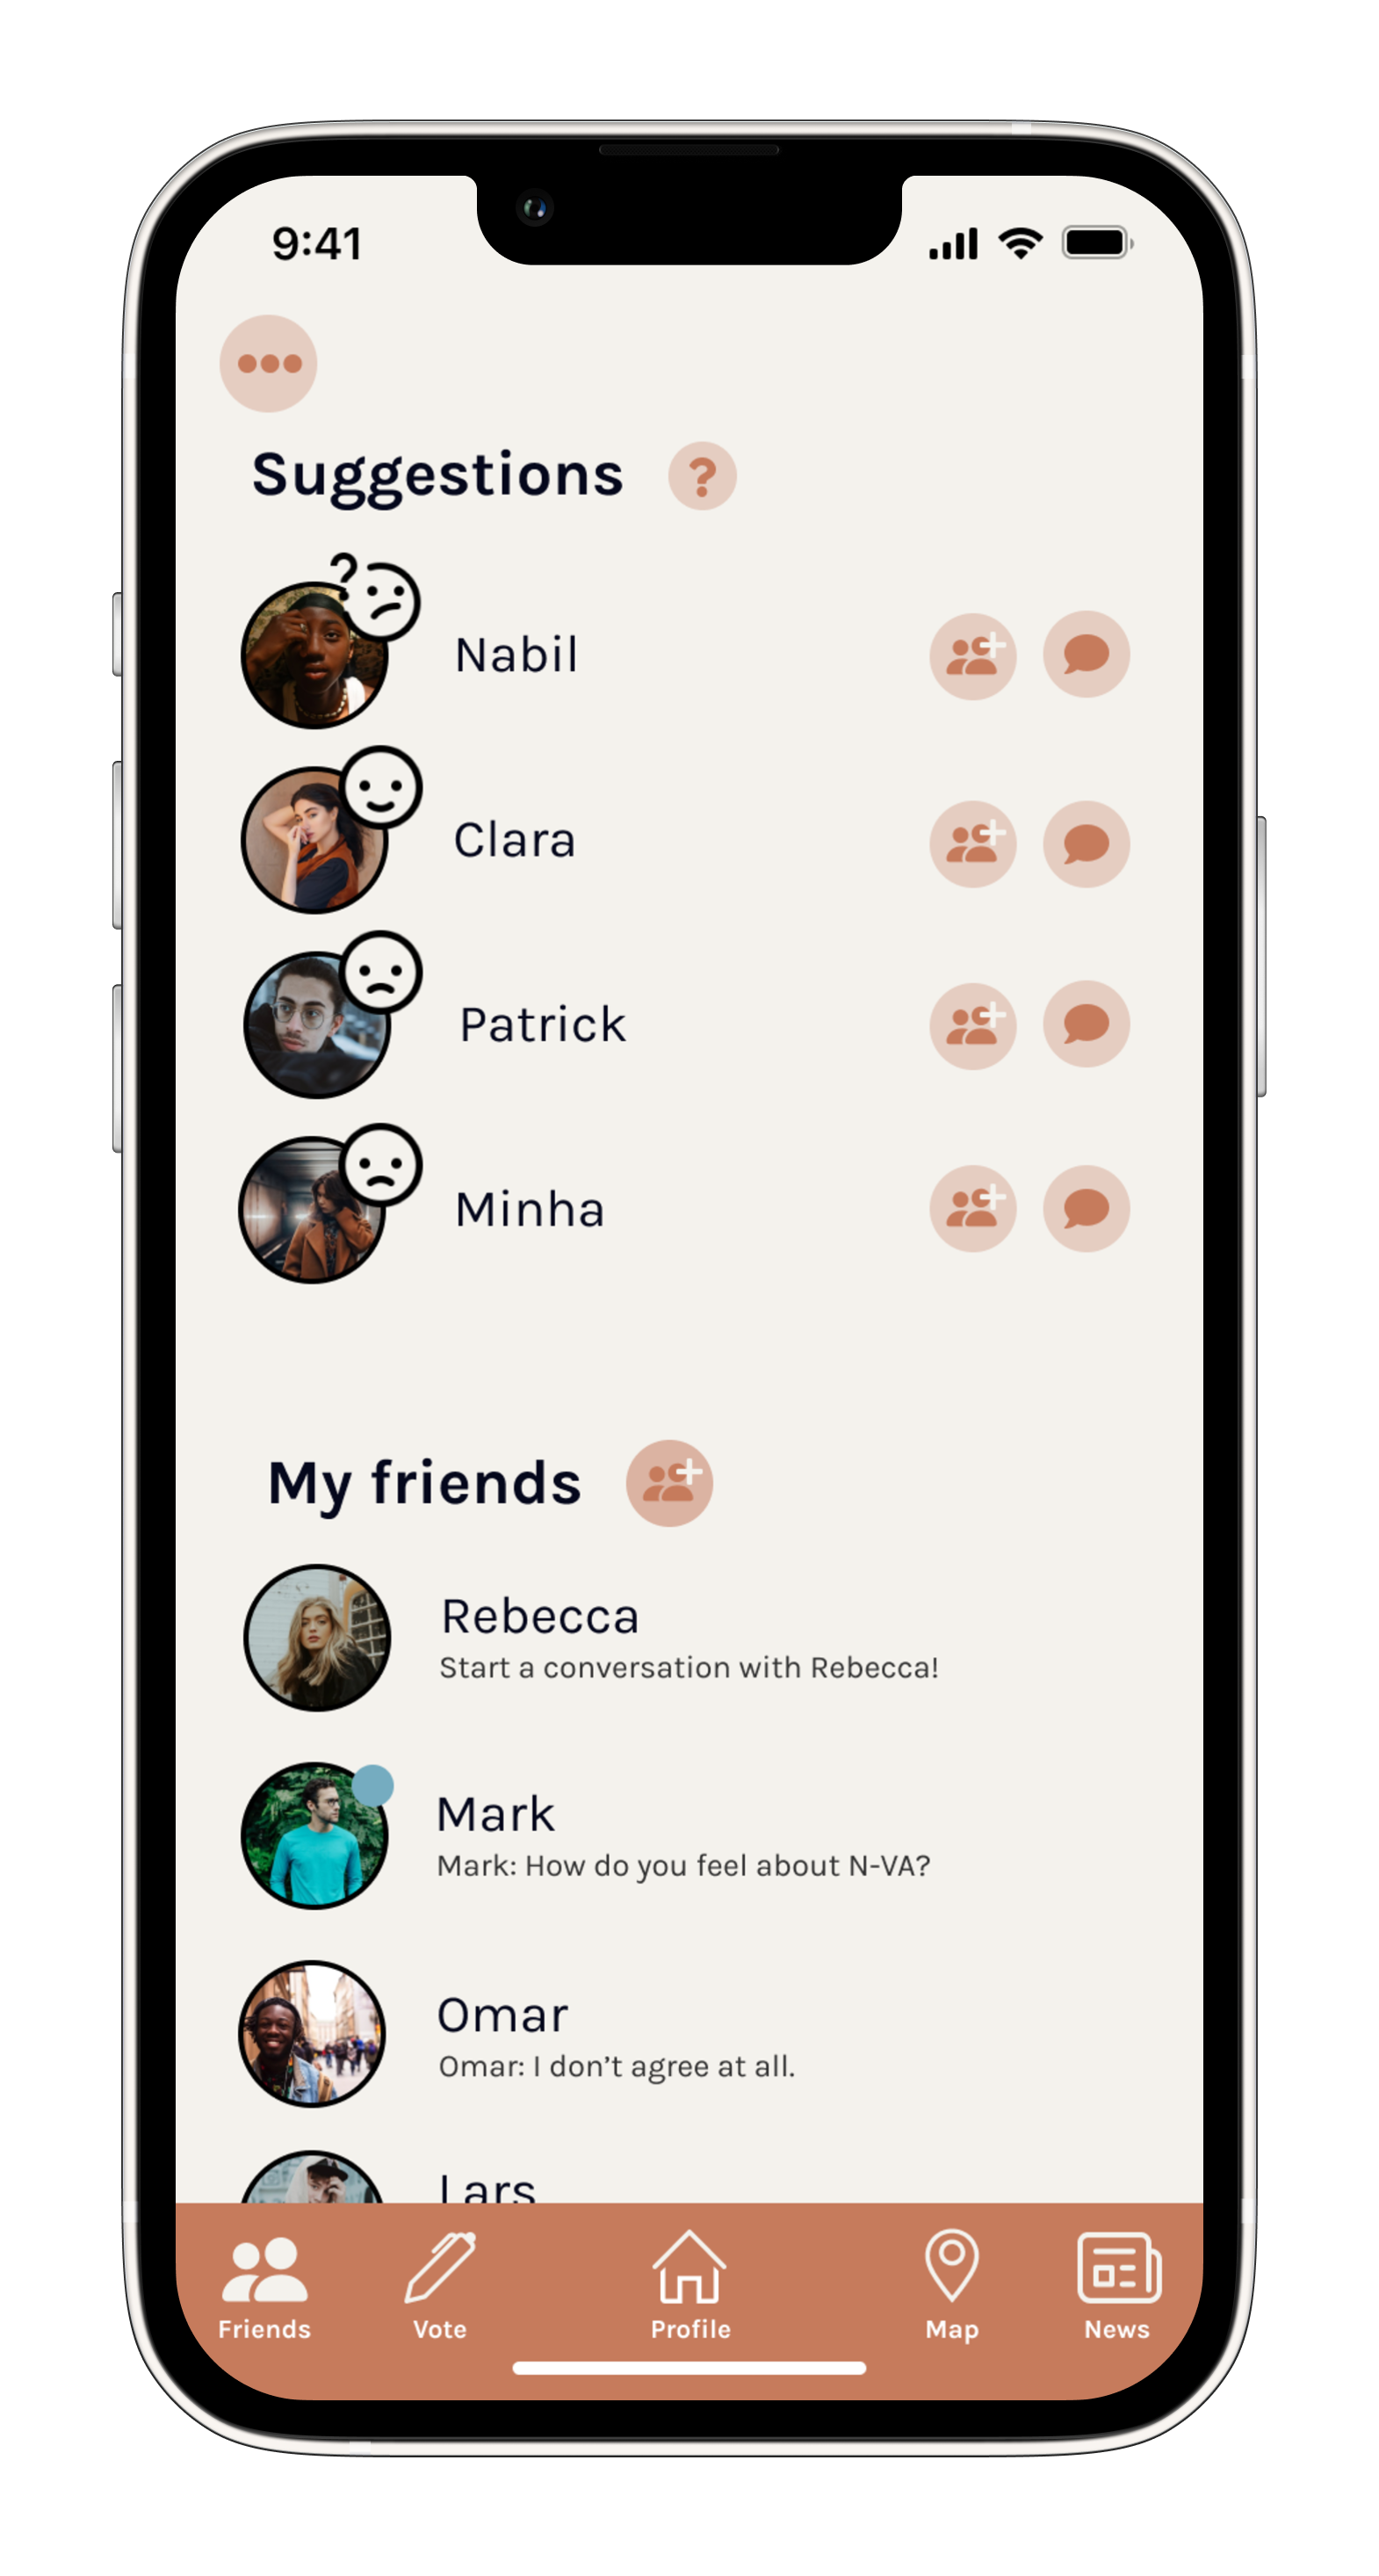 9:41
Suggestions ?
?
Nabil
Clara
Patrick
Minha
My friends
Rebecca
Start a conversation with Rebecca!
Mark
Mark: How do you feel about N-VA?
Omar
Omar: I don’t agree at all.
Lars
Friends Vote Profile Map News